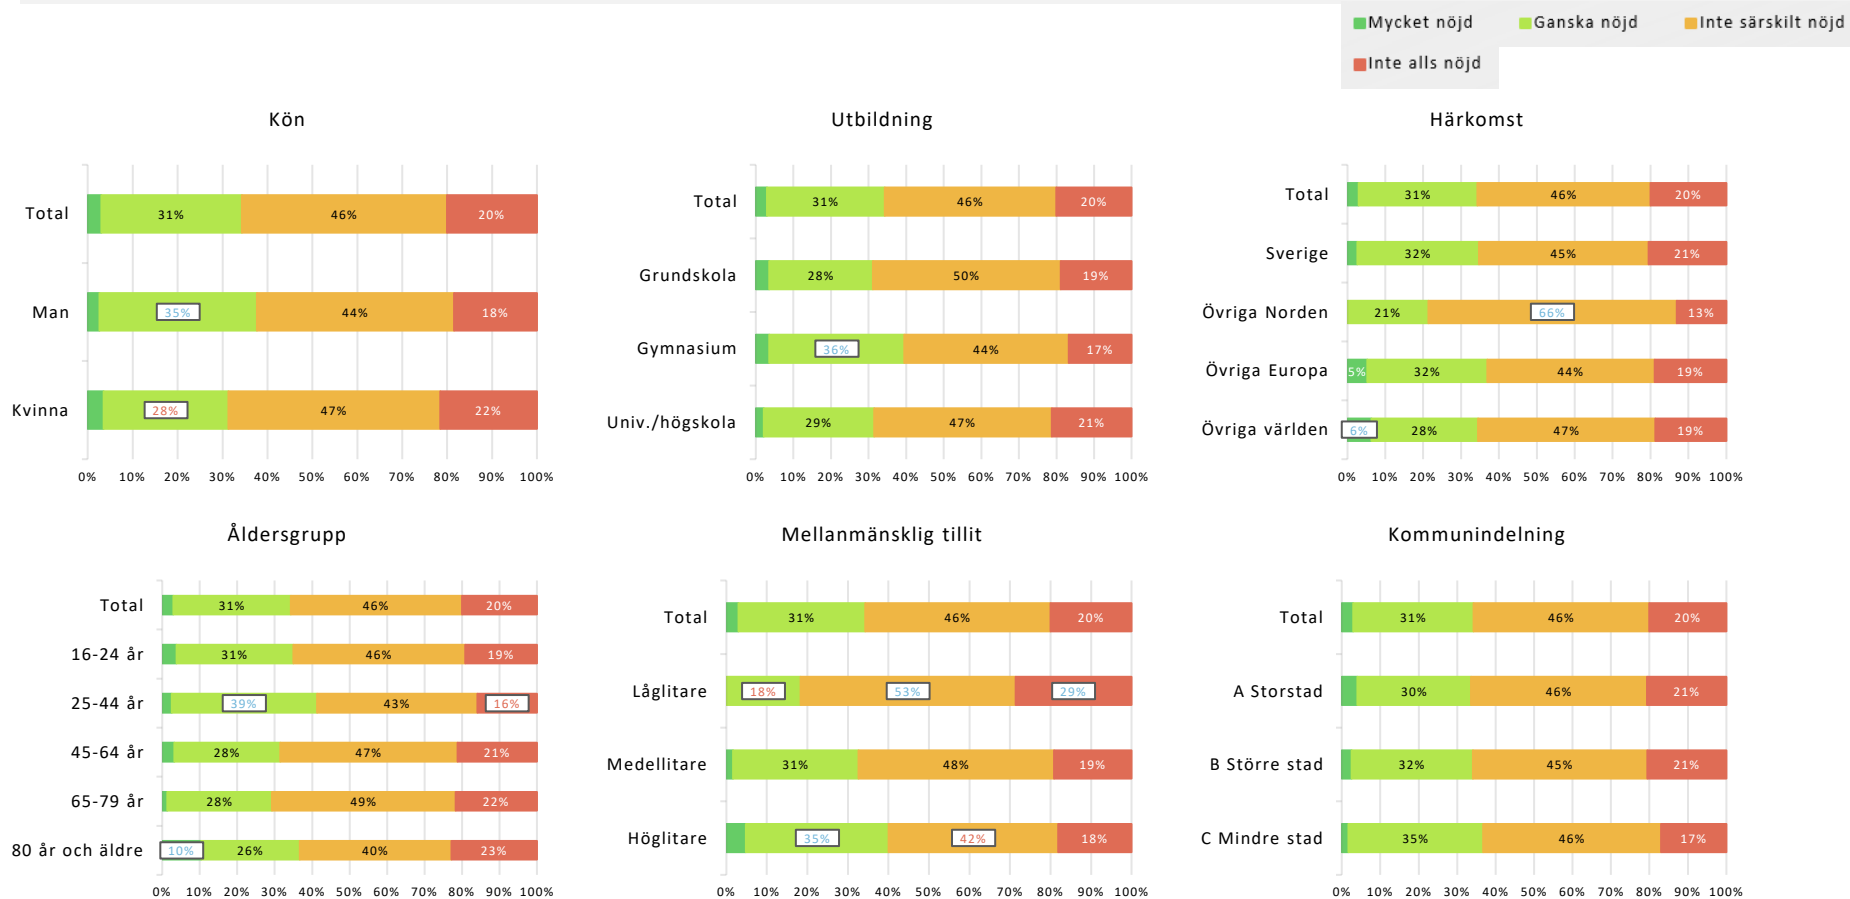 Mycket nöjd Ganska nöjd Inte särskilt nöjd
Inte alls nöjd
Kön
Total 31% 46% 20%
Man 35% 44% 18%
Kvinna 28% 47% 22%
0% 10% 20% 30% 40% 50% 60% 70% 80% 90% 100%
Utbildning
Total 31% 46% 20%
Grundskola 28% 50% 19%
Gymnasium 36% 44% 17%
Univ./högskola 29% 47% 21%
0% 10% 20% 30% 40% 50% 60% 70% 80% 90% 100%
Härkomst
Total 31% 46% 20%
Sverige 32% 45% 21%
Övriga Norden 21% 66% 13%
Övriga Europa 5% 32% 44% 19%
Övriga världen 6% 28% 47% 19%
0% 10% 20% 30% 40% 50% 60% 70% 80% 90% 100%
Åldersgrupp
Total 31% 46% 20%
16-24 år 31% 46% 19%
25-44 år 39% 43% 16%
45-64 år 28% 47% 21%
65-79 år 28% 49% 22%
80 år och äldre 10% 26% 40% 23%
0% 10% 20% 30% 40% 50% 60% 70% 80% 90% 100%
Mellanmänsklig tillit
Total 31% 46% 20%
Låglitare 18% 53% 29%
Medellitare 31% 48% 19%
Höglitare 35% 42% 18%
0% 10% 20% 30% 40% 50% 60% 70% 80% 90% 100%
Kommunindelning
Total 31% 46% 20%
A Storstad 30% 46% 21%
B Större stad 32% 45% 21%
C Mindre stad 35% 46% 17%
0% 10% 20% 30% 40% 50% 60% 70% 80% 90% 100%